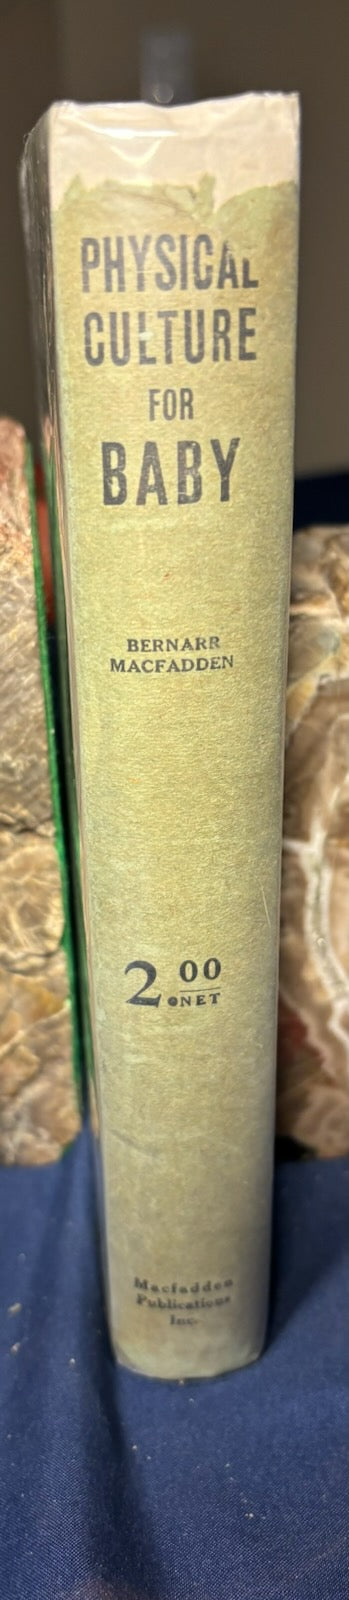 PHYSICAL
CULTURE
FOR
BABY
BERNARR
MACFADDEN
2.00
NET
Macfadden
Publications
Inc.